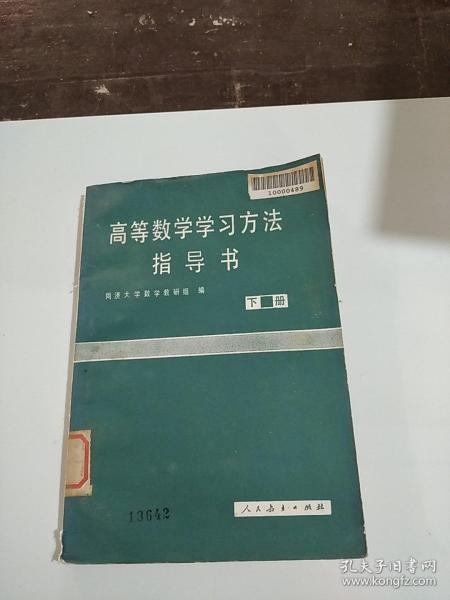 10000489
高等数学学习方法
指导书
同济大学数学教研组 编
下册
13642
人民教育出版社
孔夫子旧书网
www.kongfz.com